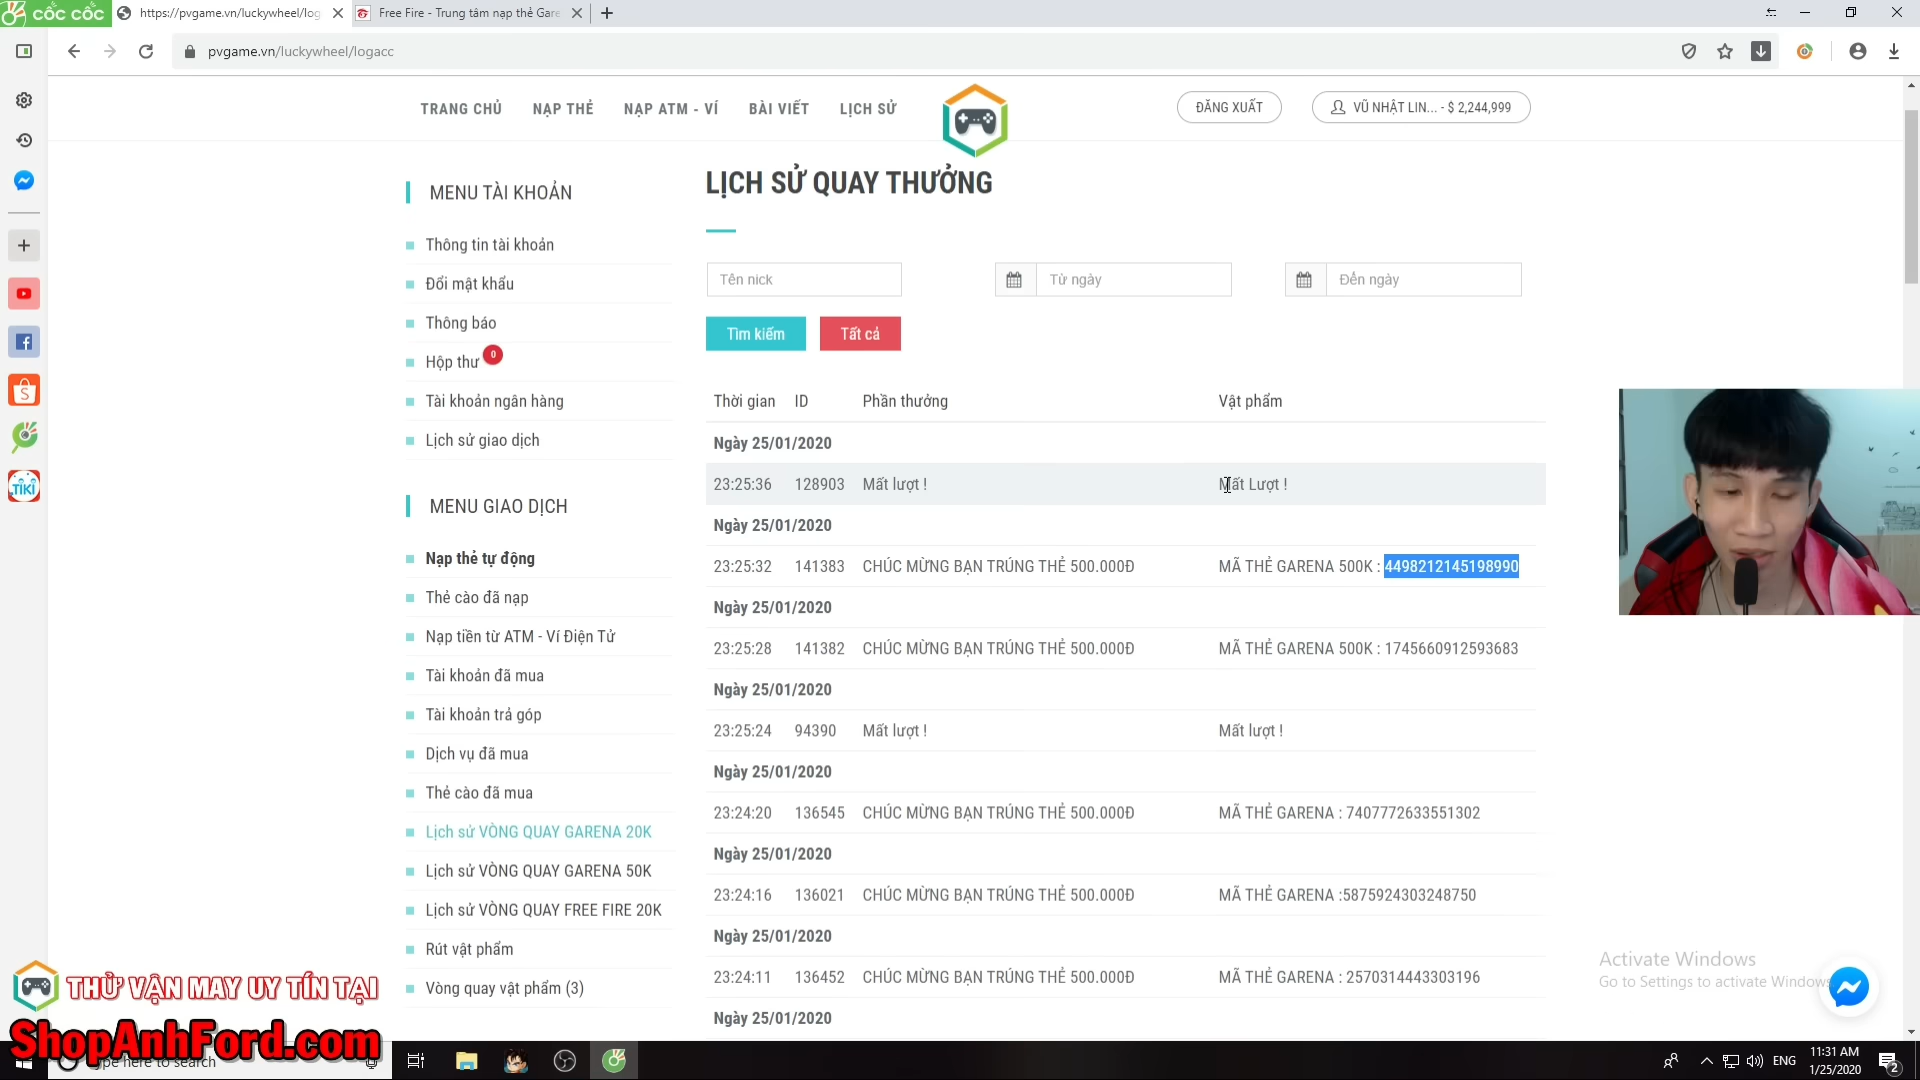 cốc cốc
https://pvgame.vn/luckywheel/log
Free Fire - Trung tâm nạp thẻ Gare
pvgame.vn/luckywheel/logacc
TRANG CHỦ
NẠP THẺ
NẠP ATM - VÍ
BÀI VIẾT
LỊCH SỬ
ĐĂNG XUẤT
VŨ NHẬT LIN... - $ 2,244,999
MENU TÀI KHOẢN
Thông tin tài khoản
Đổi mật khẩu
Thông báo
Hộp thư 0
Tài khoản ngân hàng
Lịch sử giao dịch
MENU GIAO DỊCH
Nạp thẻ tự động
Thẻ cào đã nạp
Nạp tiền từ ATM - Ví Điện Tử
Tài khoản đã mua
Tài khoản trả góp
Dịch vụ đã mua
Thẻ cào đã mua
Lịch sử VÒNG QUAY GARENA 20K
Lịch sử VÒNG QUAY GARENA 50K
Lịch sử VÒNG QUAY FREE FIRE 20K
Rút vật phẩm
Vòng quay vật phẩm (3)
LỊCH SỬ QUAY THƯỞNG
Tên nick
Từ ngày
Đến ngày
Tìm kiếm
Tất cả
Thời gian ID Phần thưởng Vật phẩm
Ngày 25/01/2020
23:25:36 128903 Mất lượt ! Mất Lượt !
Ngày 25/01/2020
23:25:32 141383 CHÚC MỪNG BẠN TRÚNG THẺ 500.000Đ MÃ THẺ GARENA 500K : 4498212145198990
Ngày 25/01/2020
23:25:28 141382 CHÚC MỪNG BẠN TRÚNG THẺ 500.000Đ MÃ THẺ GARENA 500K : 1745660912593683
Ngày 25/01/2020
23:25:24 94390 Mất lượt ! Mất lượt !
Ngày 25/01/2020
23:24:20 136545 CHÚC MỪNG BẠN TRÚNG THẺ 500.000Đ MÃ THẺ GARENA : 7407772633551302
Ngày 25/01/2020
23:24:16 136021 CHÚC MỪNG BẠN TRÚNG THẺ 500.000Đ MÃ THẺ GARENA :5875924303248750
Ngày 25/01/2020
23:24:11 136452 CHÚC MỪNG BẠN TRÚNG THẺ 500.000Đ MÃ THẺ GARENA : 2570314443303196
Ngày 25/01/2020
TIKI
Activate Windows
Go to Settings to activate Windows
THỬ VẬN MAY UY TÍN TẠI
ShopAnhFord.com
ype here to search
ENG
11:31 AM
1/25/2020
2